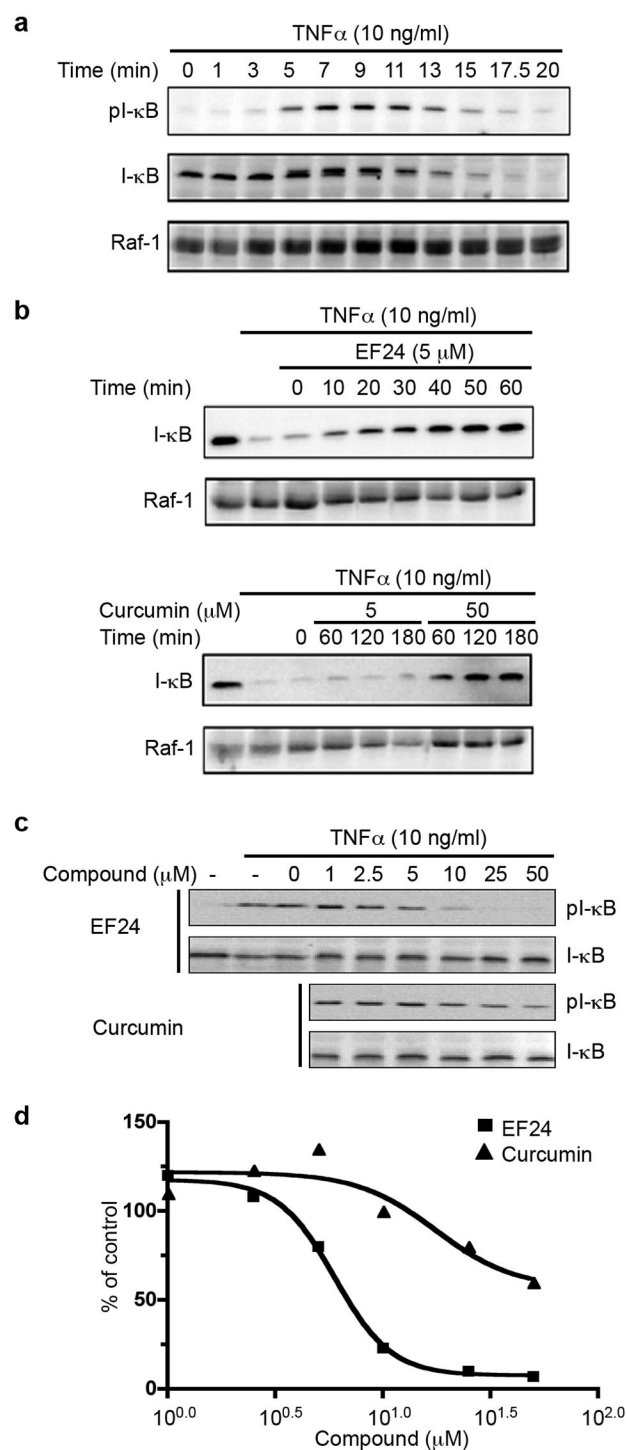 a
TNFα (10 ng/ml)
Time (min) 0 1 3 5 7 9 11 13 15 17.5 20
pI-κB
I-κB
Raf-1
b
TNFα (10 ng/ml)
EF24 (5 μM)
Time (min) 0 10 20 30 40 50 60
I-κB
Raf-1
TNFα (10 ng/ml)
Curcumin (μM) 5 50
Time (min) 0 60 120 180 60 120 180
I-κB
Raf-1
c
TNFα (10 ng/ml)
Compound (μM) - - 0 1 2.5 5 10 25 50
EF24
pI-κB
I-κB
Curcumin
pI-κB
I-κB
d
EF24
Curcumin
% of control
150
100
50
0
10^0.0 10^0.5 10^1.0 10^1.5 10^2.0
Compound (μM)